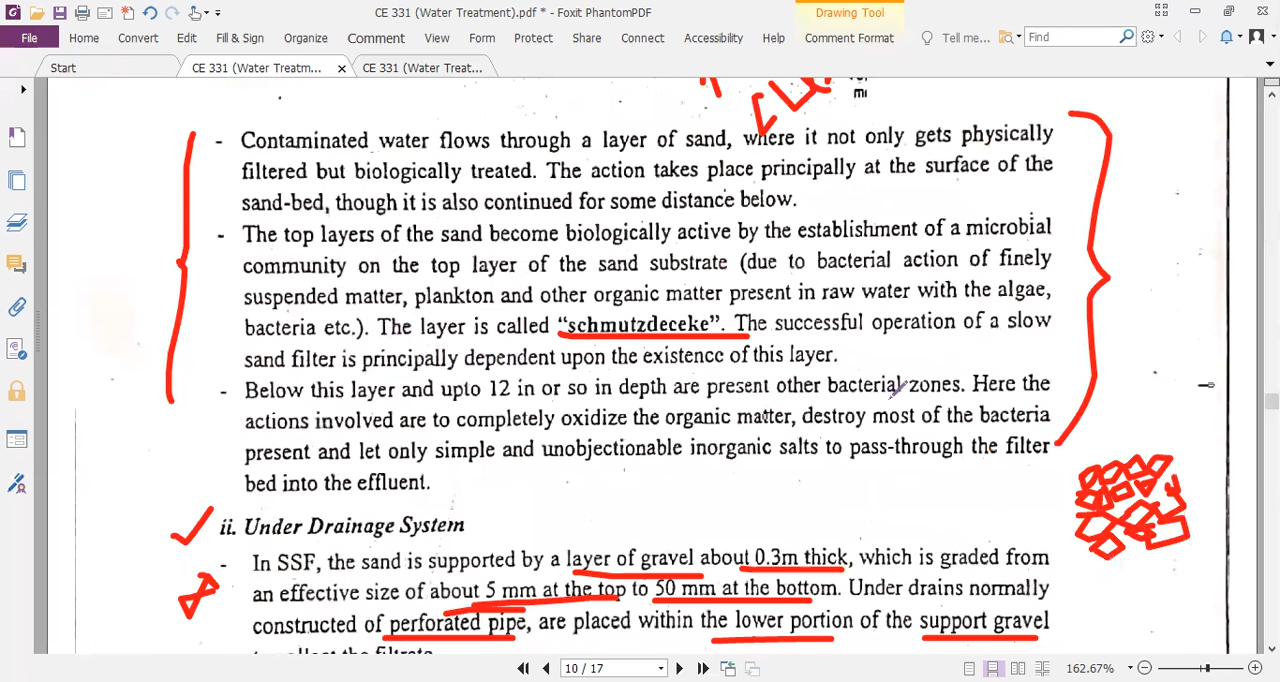 CE 331 (Water Treatment).pdf * - Foxit PhantomPDF
Drawing Tool
File Home Convert Edit Fill & Sign Organize Comment View Form Protect Share Connect Accessibility Help Comment Format Tell me... Find
Start CE 331 (Water Treatm... CE 331 (Water Treat...
- Contaminated water flows through a layer of sand, where it not only gets physically
filtered but biologically treated. The action takes place principally at the surface of the
sand-bed, though it is also continued for some distance below.
- The top layers of the sand become biologically active by the establishment of a microbial
community on the top layer of the sand substrate (due to bacterial action of finely
suspended matter, plankton and other organic matter present in raw water with the algae,
bacteria etc.). The layer is called “schmutzdeceke”. The successful operation of a slow
sand filter is principally dependent upon the existence of this layer.
- Below this layer and upto 12 in or so in depth are present other bacterial zones. Here the
actions involved are to completely oxidize the organic matter, destroy most of the bacteria
present and let only simple and unobjectionable inorganic salts to pass-through the filter
bed into the effluent.
ii. Under Drainage System
- In SSF, the sand is supported by a layer of gravel about 0.3m thick, which is graded from
an effective size of about 5 mm at the top to 50 mm at the bottom. Under drains normally
constructed of perforated pipe, are placed within the lower portion of the support gravel
10 / 17 162.67%